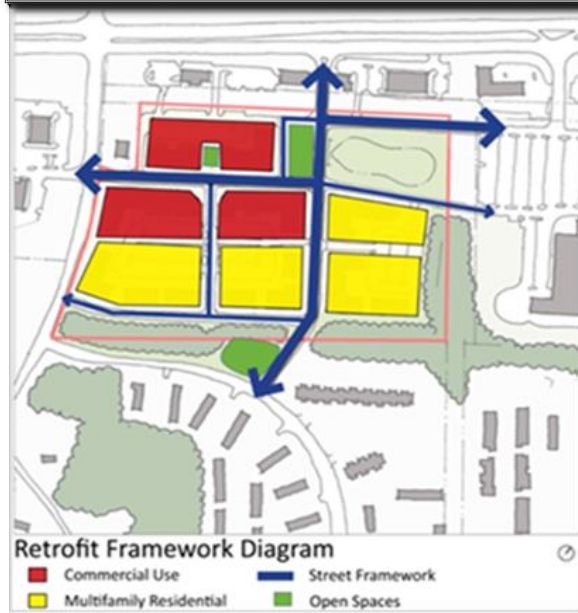 Retrofit Framework Diagram
Commercial Use
Street Framework
Multifamily Residential
Open Spaces